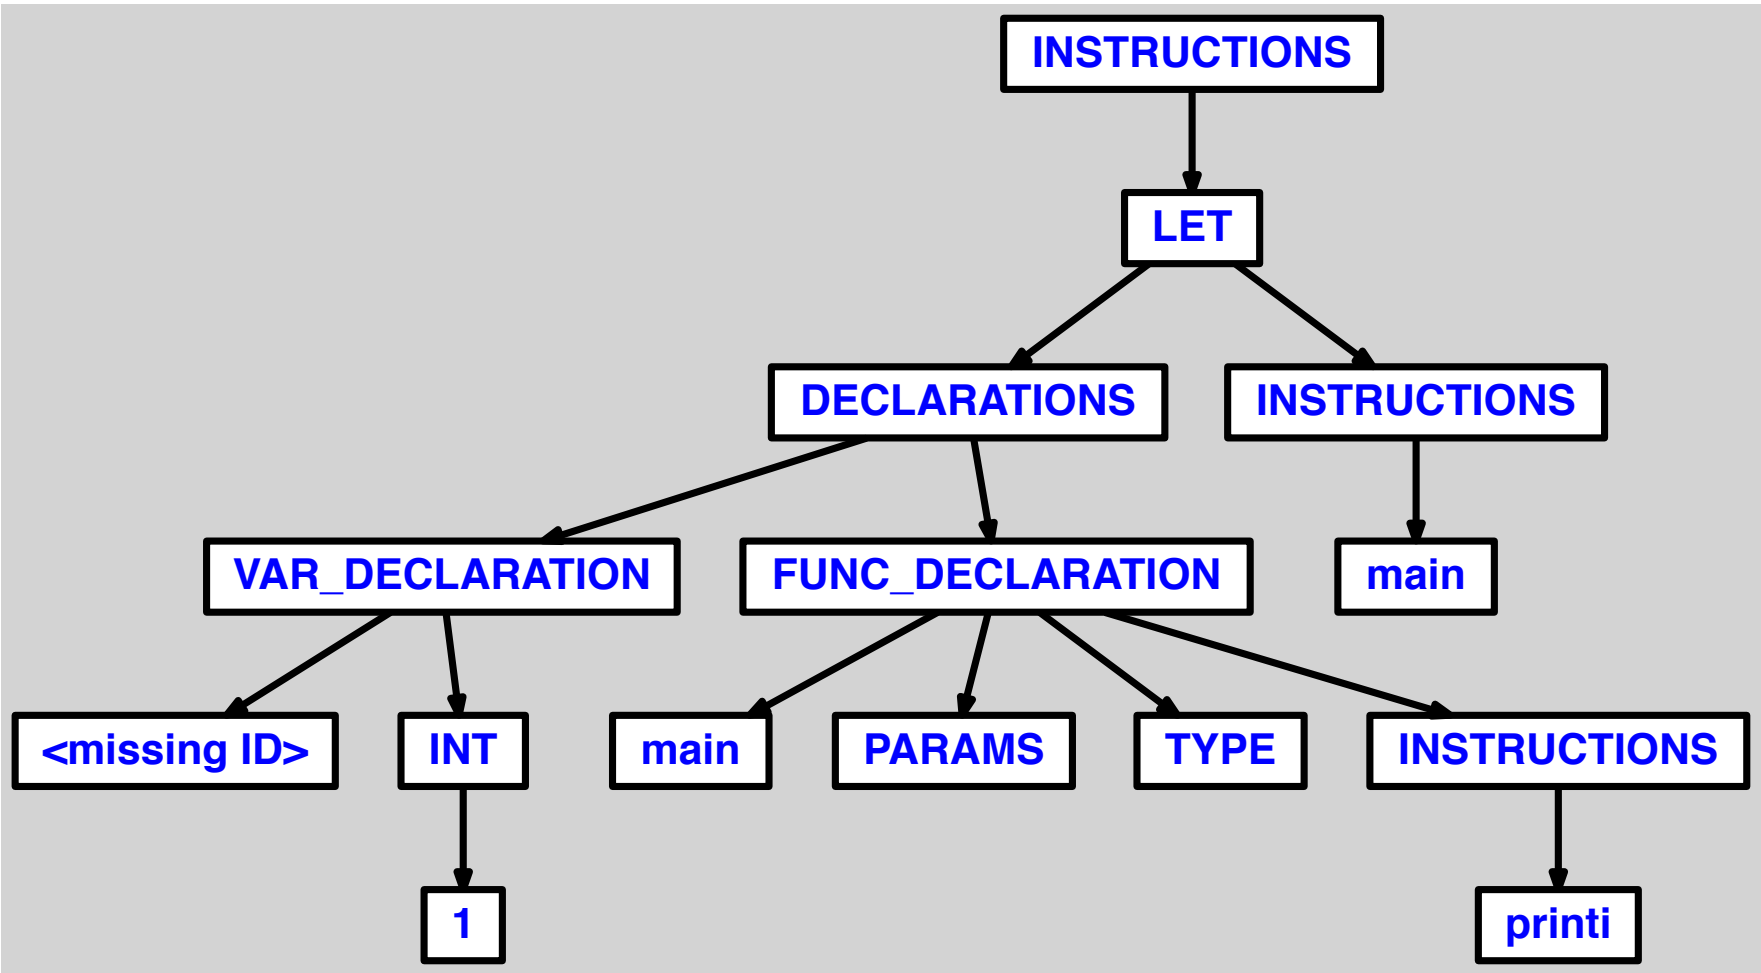 INSTRUCTIONS
LET
DECLARATIONS
INSTRUCTIONS
VAR_DECLARATION
FUNC_DECLARATION
main
<missing ID>
INT
main
PARAMS
TYPE
INSTRUCTIONS
1
printi